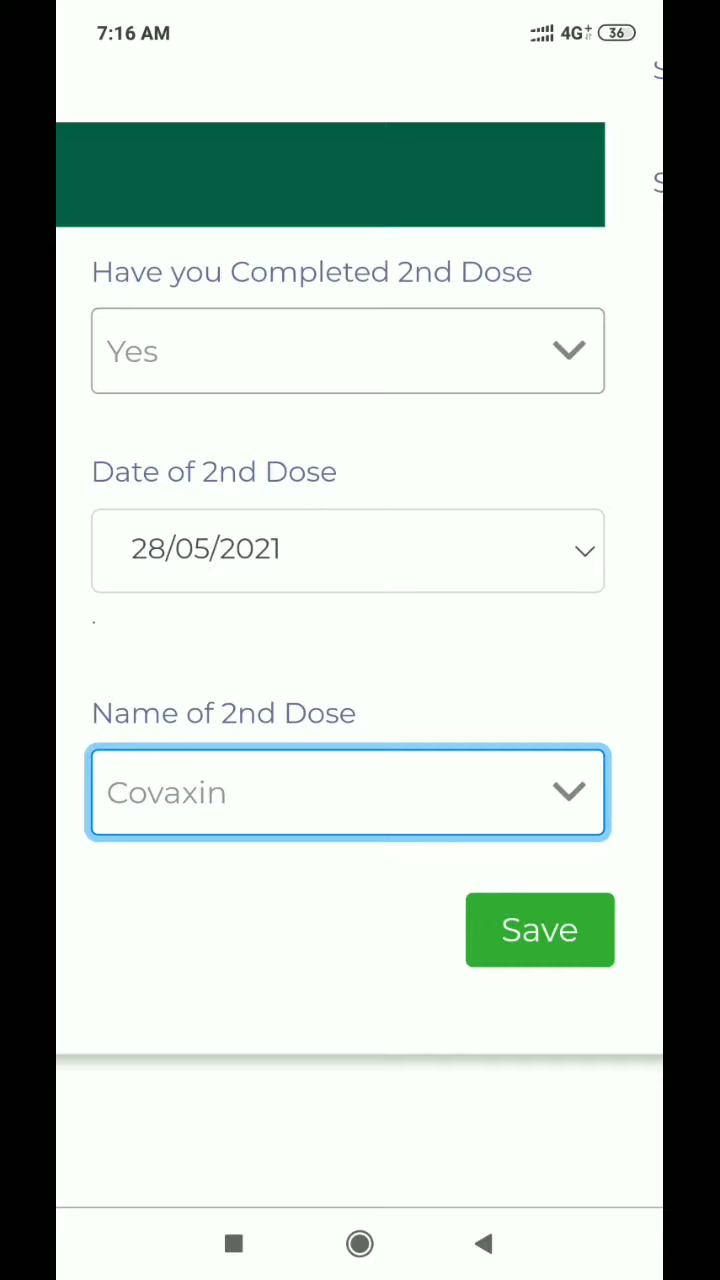 7:16 AM
4G+ 36
Have you Completed 2nd Dose
Yes
Date of 2nd Dose
28/05/2021
.
Name of 2nd Dose
Covaxin
Save